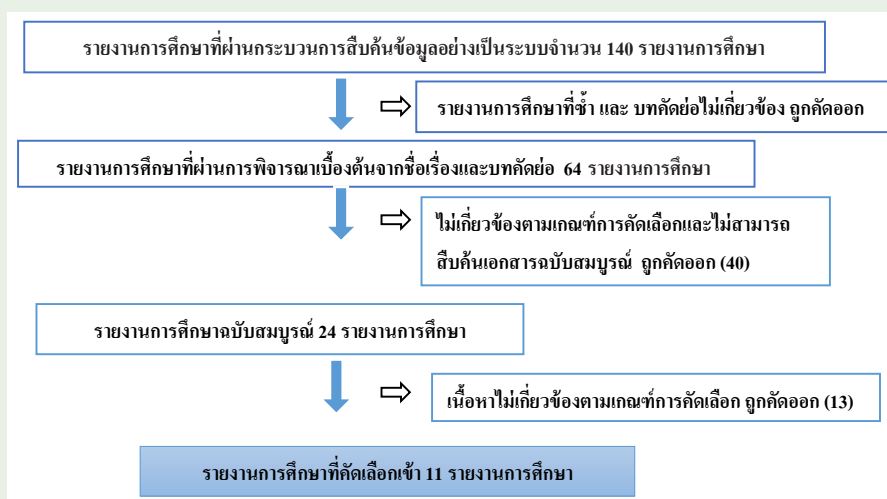 รายงานการศึกษาที่ผ่านกระบวนการสืบค้นข้อมูลอย่างเป็นระบบจำนวน 140 รายงานการศึกษา
รายงานการศึกษาที่ซ้ำ และ บทคัดย่อไม่เกี่ยวข้อง ถูกคัดออก
รายงานการศึกษาที่ผ่านการพิจารณาเบื้องต้นจากชื่อเรื่องและบทคัดย่อ 64 รายงานการศึกษา
ไม่เกี่ยวข้องตามเกณฑ์การคัดเลือกและไม่สามารถ
สืบค้นเอกสารฉบับสมบูรณ์ ถูกคัดออก (40)
รายงานการศึกษาฉบับสมบูรณ์ 24 รายงานการศึกษา
เนื้อหาไม่เกี่ยวข้องตามเกณฑ์การคัดเลือก ถูกคัดออก (13)
รายงานการศึกษาที่คัดเลือกเข้า 11 รายงานการศึกษา